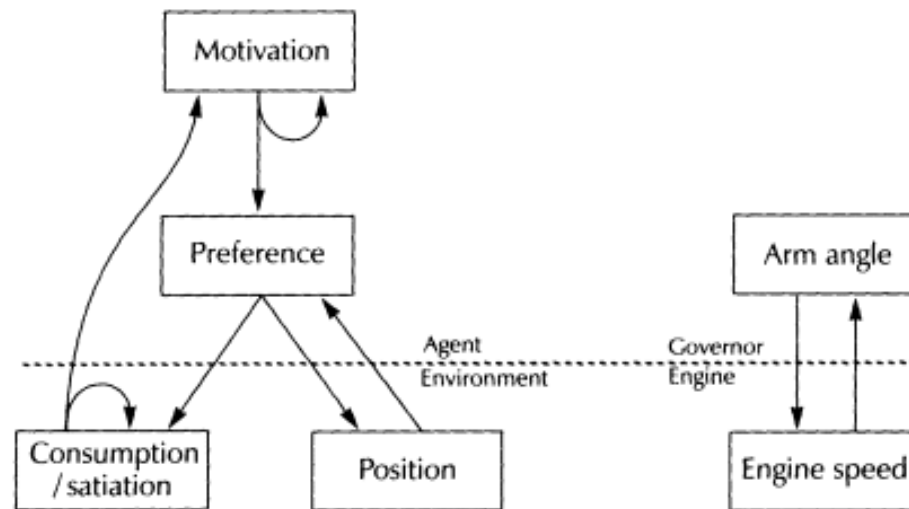 Motivation
Preference
Arm angle
Agent
Governor
Environment
Engine
Consumption
/satiation
Position
Engine speed